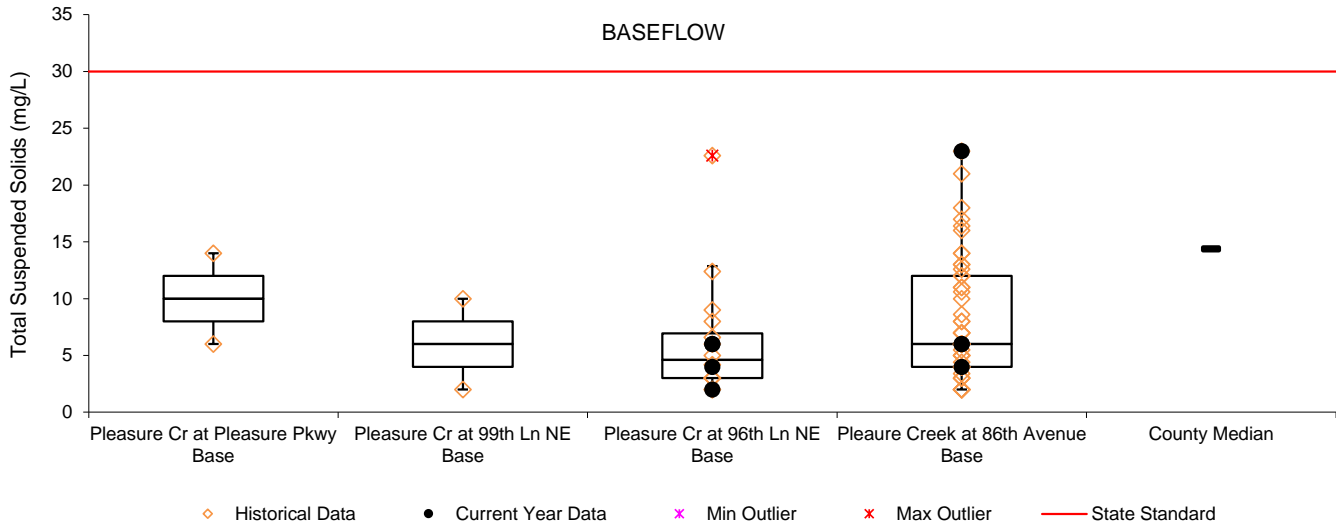 BASEFLOW
Total Suspended Solids (mg/L)
35
30
25
20
15
10
5
0
Pleasure Cr at Pleasure Pkwy
Base
Pleasure Cr at 99th Ln NE
Base
Pleasure Cr at 96th Ln NE
Base
Pleaure Creek at 86th Avenue
Base
County Median
Historical Data
Current Year Data
Min Outlier
Max Outlier
State Standard